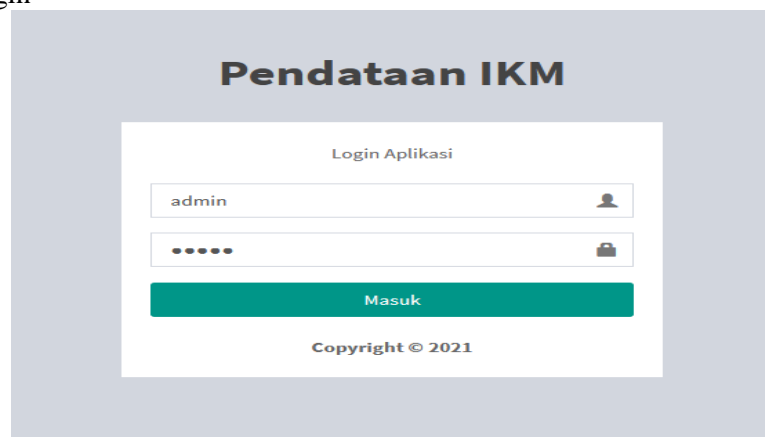 Pendataan IKM
Login Aplikasi
admin
•••••
Masuk
Copyright © 2021